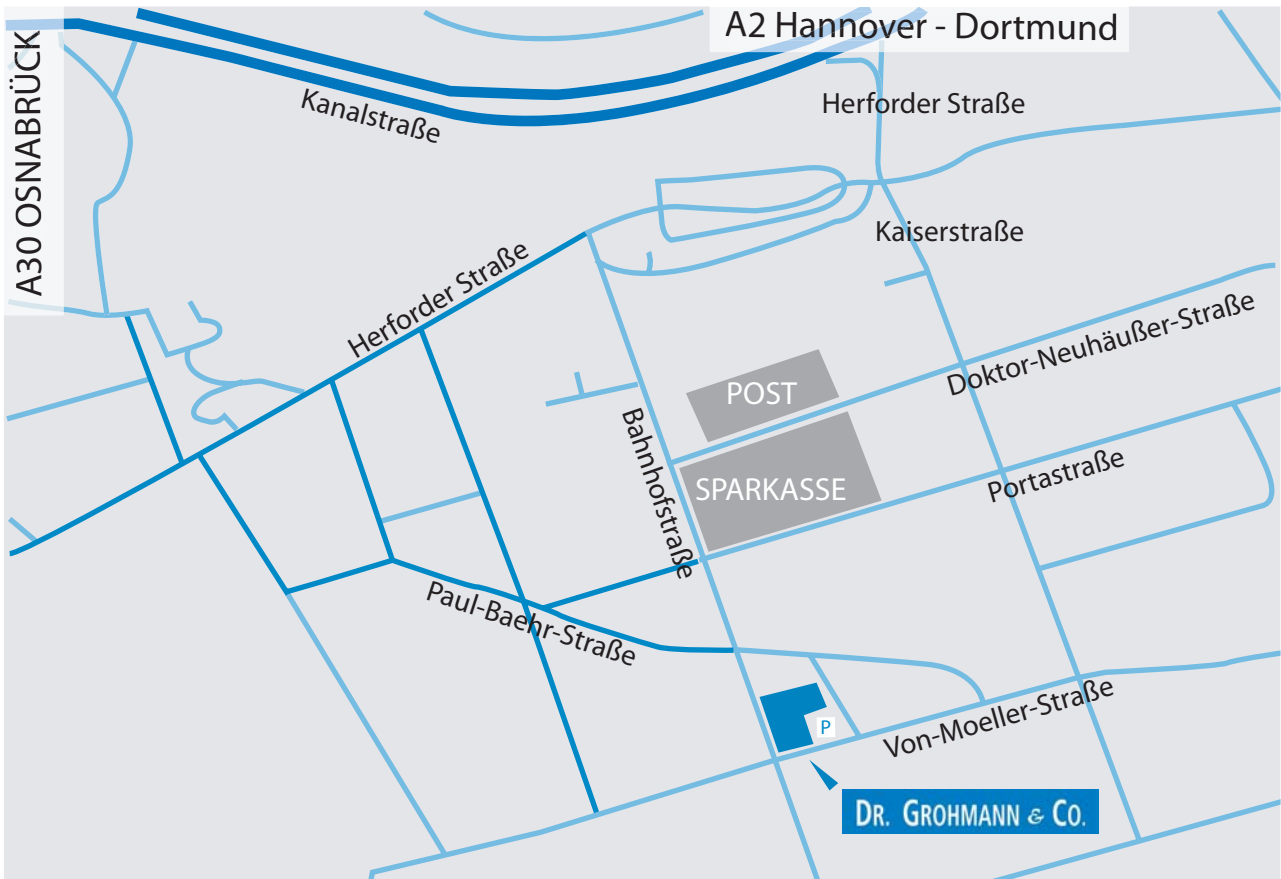 A2 Hannover - Dortmund
A30 OSNABRÜCK
Kanalstraße
Herforder Straße
Kaiserstraße
Herforder Straße
Doktor-Neuhäußer-Straße
POST
Bahnhofstraße
SPARKASSE
Portastraße
Paul-Baehr-Straße
P
Von-Moeller-Straße
DR. GROHMANN & CO.